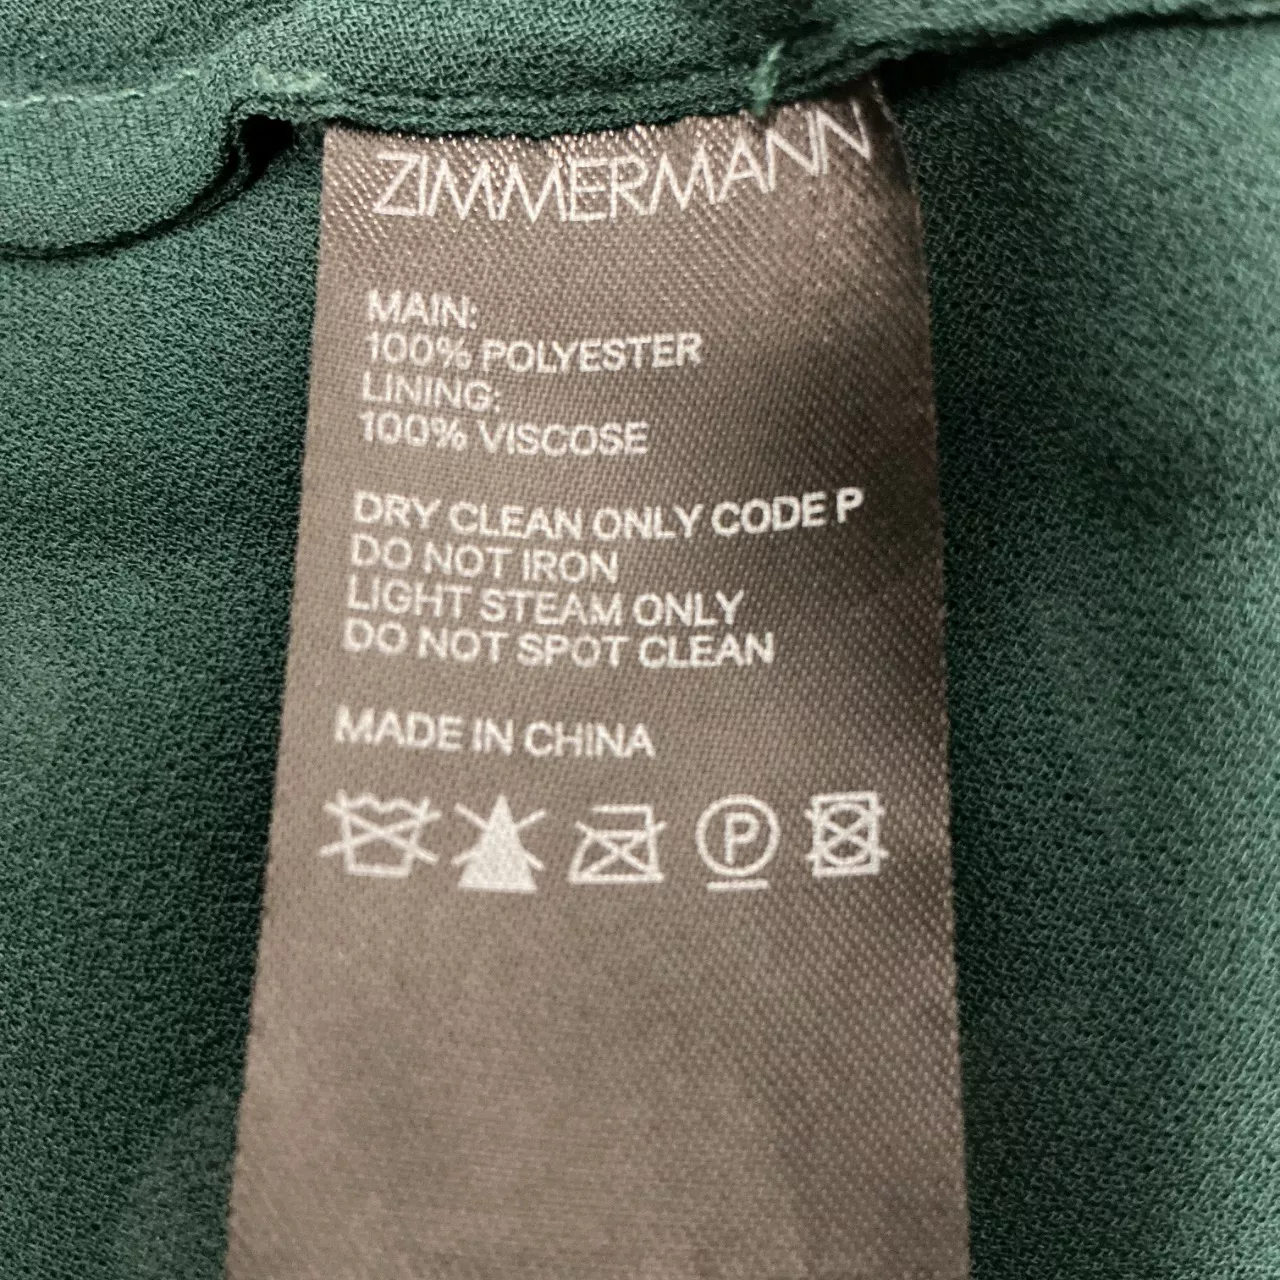 ZIMMERMANN
MAIN:
100% POLYESTER
LINING:
100% VISCOSE
DRY CLEAN ONLY CODE P
DO NOT IRON
LIGHT STEAM ONLY
DO NOT SPOT CLEAN
MADE IN CHINA
P